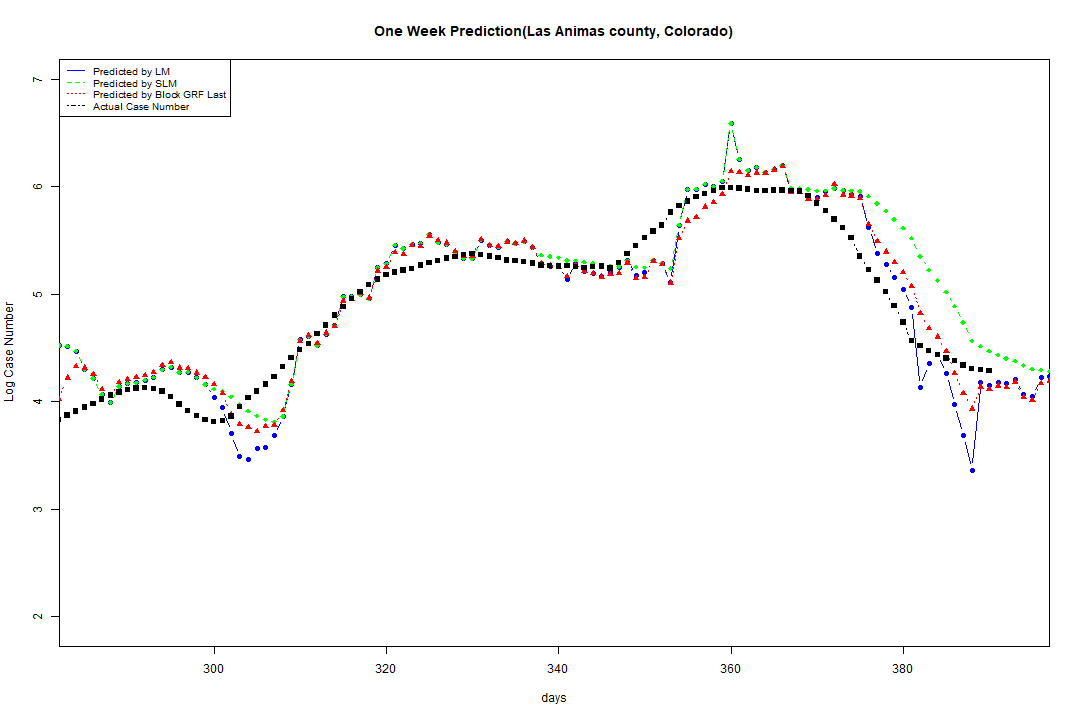 One Week Prediction(Las Animas county, Colorado)
Predicted by LM
Predicted by SLM
Predicted by Block GRF Last
Actual Case Number
7
6
5
4
3
2
Log Case Number
300 320 340 360 380
days